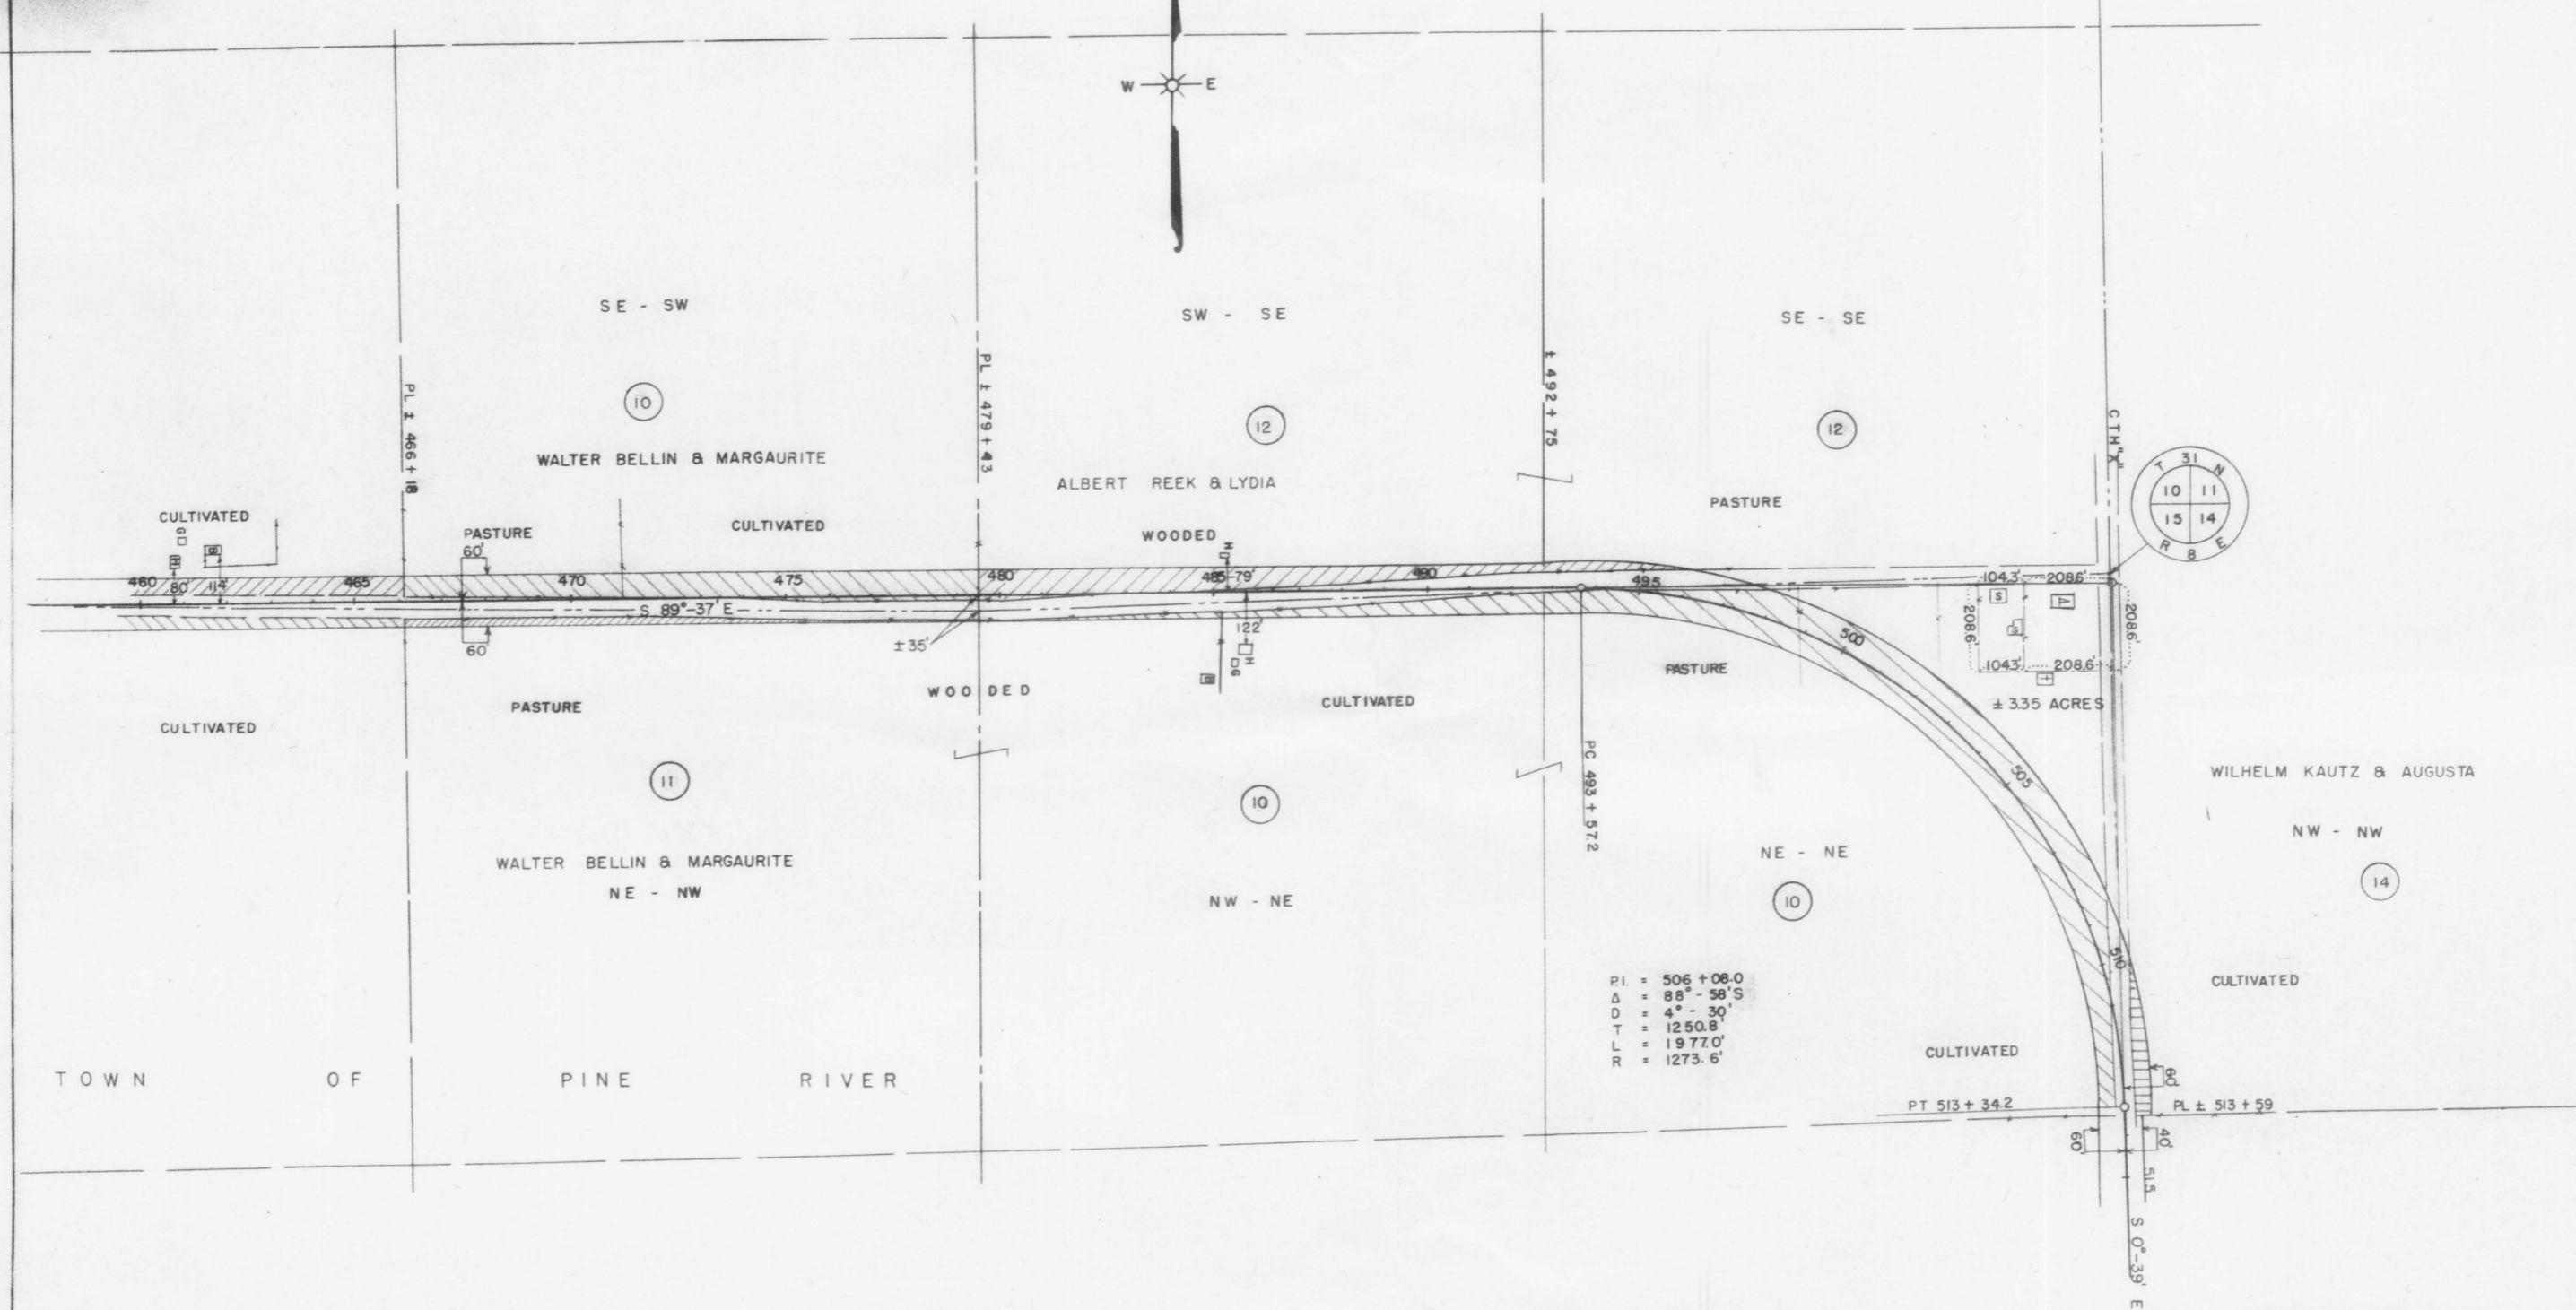 W E
SE - SW
SW - SE
SE - SE
PL ± 466 + 18
PL ± 479 + 43
± 492 + 75
CTH "X"
10
12
12
WALTER BELLIN & MARGAURITE
ALBERT REEK & LYDIA
T 31 N
10 11
15 14
R 8 E
CULTIVATED
G
H
B
PASTURE
60'
CULTIVATED
WOODED
H
PASTURE
460
80'
114'
465
470
475
480
485
79'
490
495
104.3'
208.6'
S 89°-37' E
±35'
122'
H
G
B
60'
S
208.6'
208.6'
104.3'
208.6'
± 3.35 ACRES
500
505
510
CULTIVATED
PASTURE
WOODED
CULTIVATED
PASTURE
PC 493 + 57.2
11
10
10
14
WALTER BELLIN & MARGAURITE
NE - NW
NW - NE
NE - NE
WILHELM KAUTZ & AUGUSTA
NW - NW
CULTIVATED
P.I. = 506 + 08.0
Δ = 88° - 58' S
D = 4° - 30'
T = 1250.8'
L = 1977.0'
R = 1273.6'
CULTIVATED
TOWN OF PINE RIVER
PT 513 + 34.2
PL ± 513 + 59
60'
60'
40'
515
S 0°-39' E